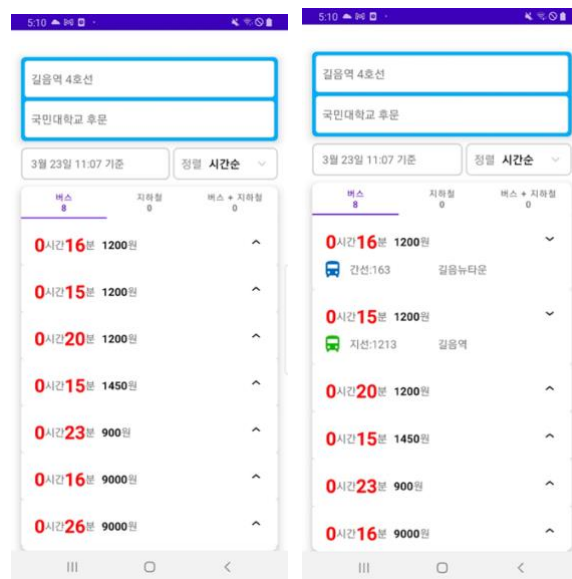 5:10
길음역 4호선
국민대학교 후문
3월 23일 11:07 기준
정렬 시간순
버스 지하철 버스 + 지하철
8 0 0
0시간16분 1200원
0시간15분 1200원
0시간20분 1200원
0시간15분 1450원
0시간23분 900원
0시간16분 9000원
0시간26분 9000원
5:10
길음역 4호선
국민대학교 후문
3월 23일 11:07 기준
정렬 시간순
버스 지하철 버스 + 지하철
8 0 0
0시간16분 1200원
간선:163 길음뉴타운
0시간15분 1200원
지선:1213 길음역
0시간20분 1200원
0시간15분 1450원
0시간23분 900원
0시간16분 9000원